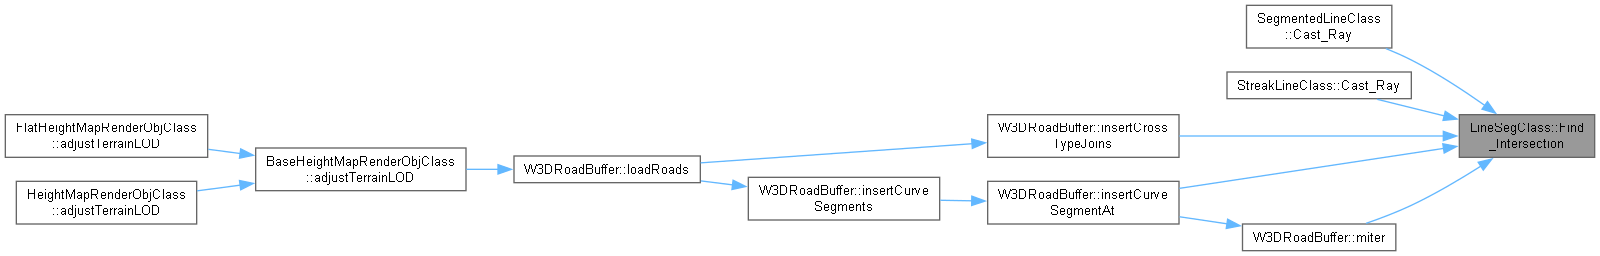 SegmentedLineClass
::Cast_Ray
StreakLineClass::Cast_Ray
FlatHeightMapRenderObjClass
::adjustTerrainLOD
W3DRoadBuffer::insertCross
TypeJoins
LineSegClass::Find
_Intersection
BaseHeightMapRenderObjClass
::adjustTerrainLOD
W3DRoadBuffer::loadRoads
HeightMapRenderObjClass
::adjustTerrainLOD
W3DRoadBuffer::insertCurve
Segments
W3DRoadBuffer::insertCurve
SegmentAt
W3DRoadBuffer::miter